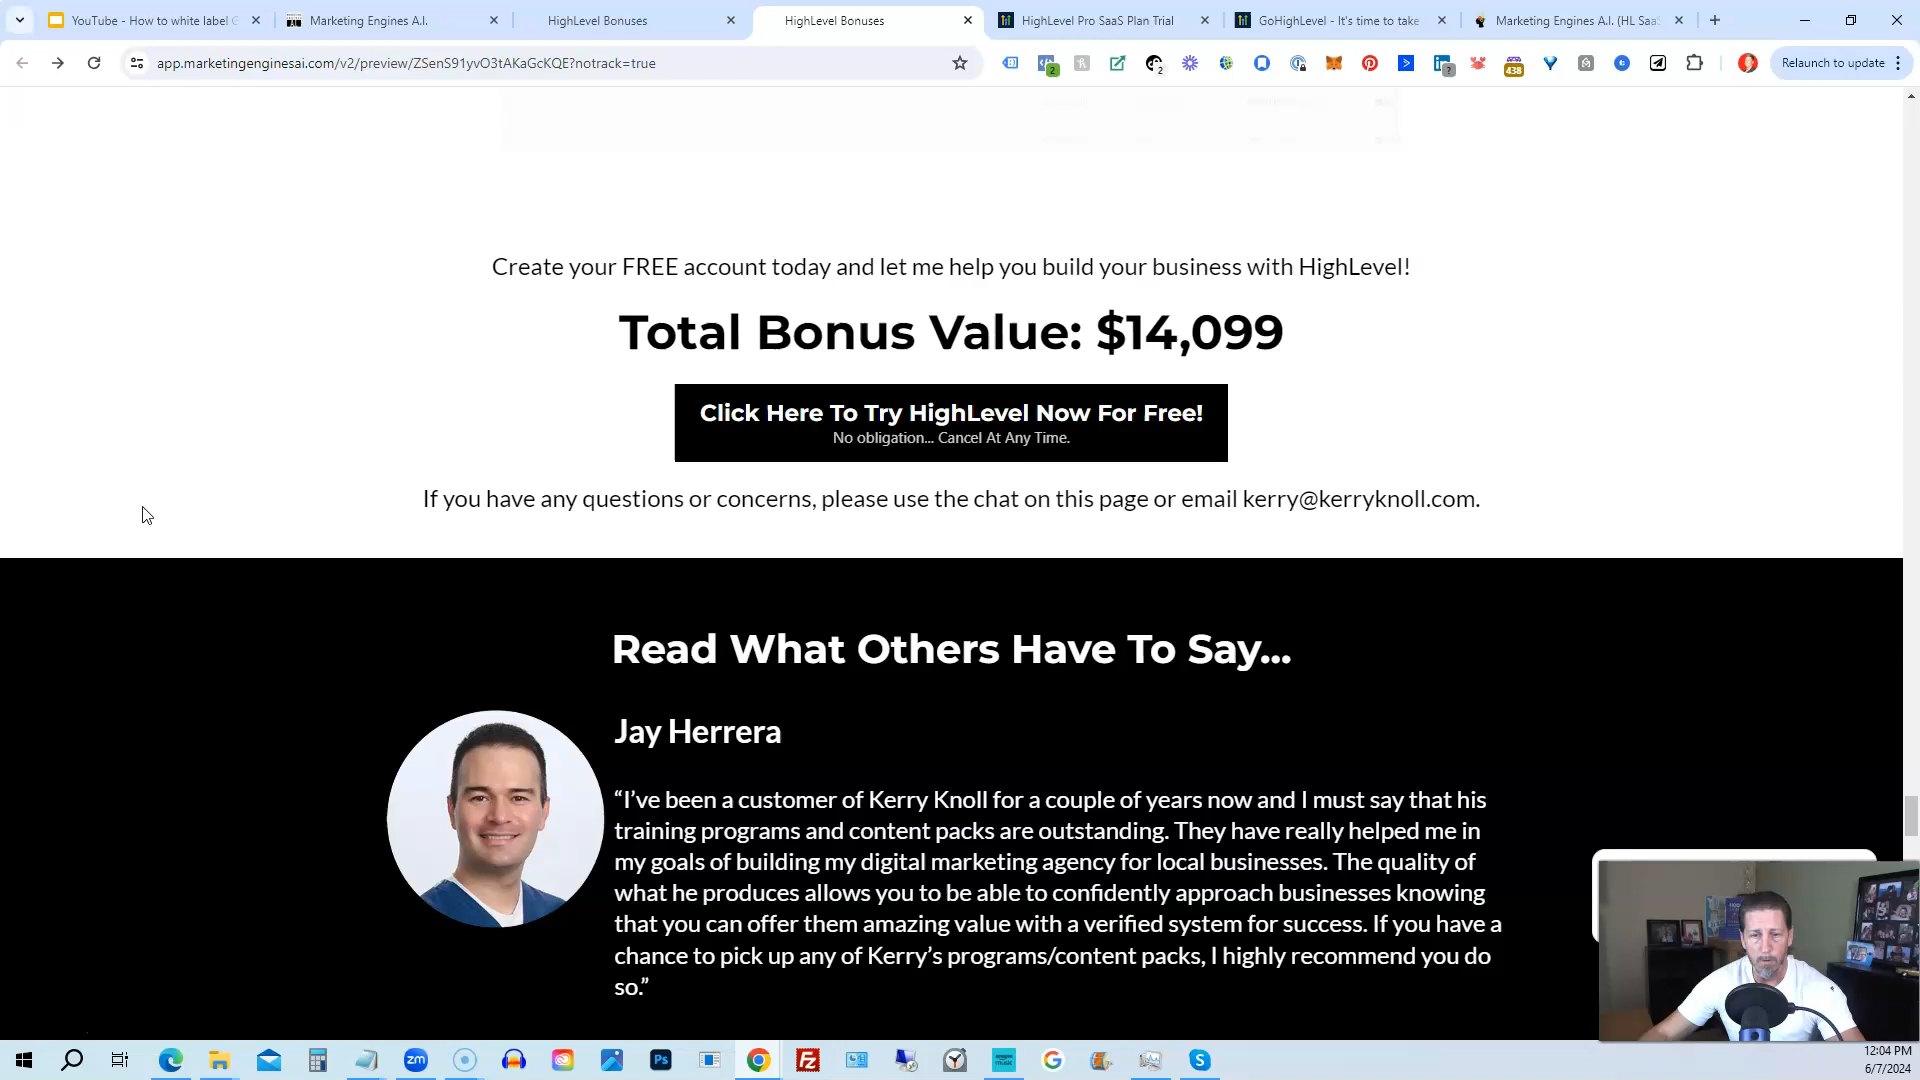 YouTube - How to white label G
Marketing Engines A.I.
HighLevel Bonuses
HighLevel Bonuses
HighLevel Pro SaaS Plan Trial
GoHighLevel - It's time to take
Marketing Engines A.I. (HL Saa
app.marketingenginesai.com/v2/preview/ZSenS91yvO3tAKaGcKQE?notrack=true
2
2
?
438
Relaunch to update
Create your FREE account today and let me help you build your business with HighLevel!
Total Bonus Value: $14,099
Click Here To Try HighLevel Now For Free!
No obligation... Cancel At Any Time.
If you have any questions or concerns, please use the chat on this page or email kerry@kerryknoll.com.
Read What Others Have To Say...
Jay Herrera
“I’ve been a customer of Kerry Knoll for a couple of years now and I must say that his
training programs and content packs are outstanding. They have really helped me in
my goals of building my digital marketing agency for local businesses. The quality of
what he produces allows you to be able to confidently approach businesses knowing
that you can offer them amazing value with a verified system for success. If you have a
chance to pick up any of Kerry’s programs/content packs, I highly recommend you do
so.”
zm
Ps
Fz
amazon
music
12:04 PM
6/7/2024